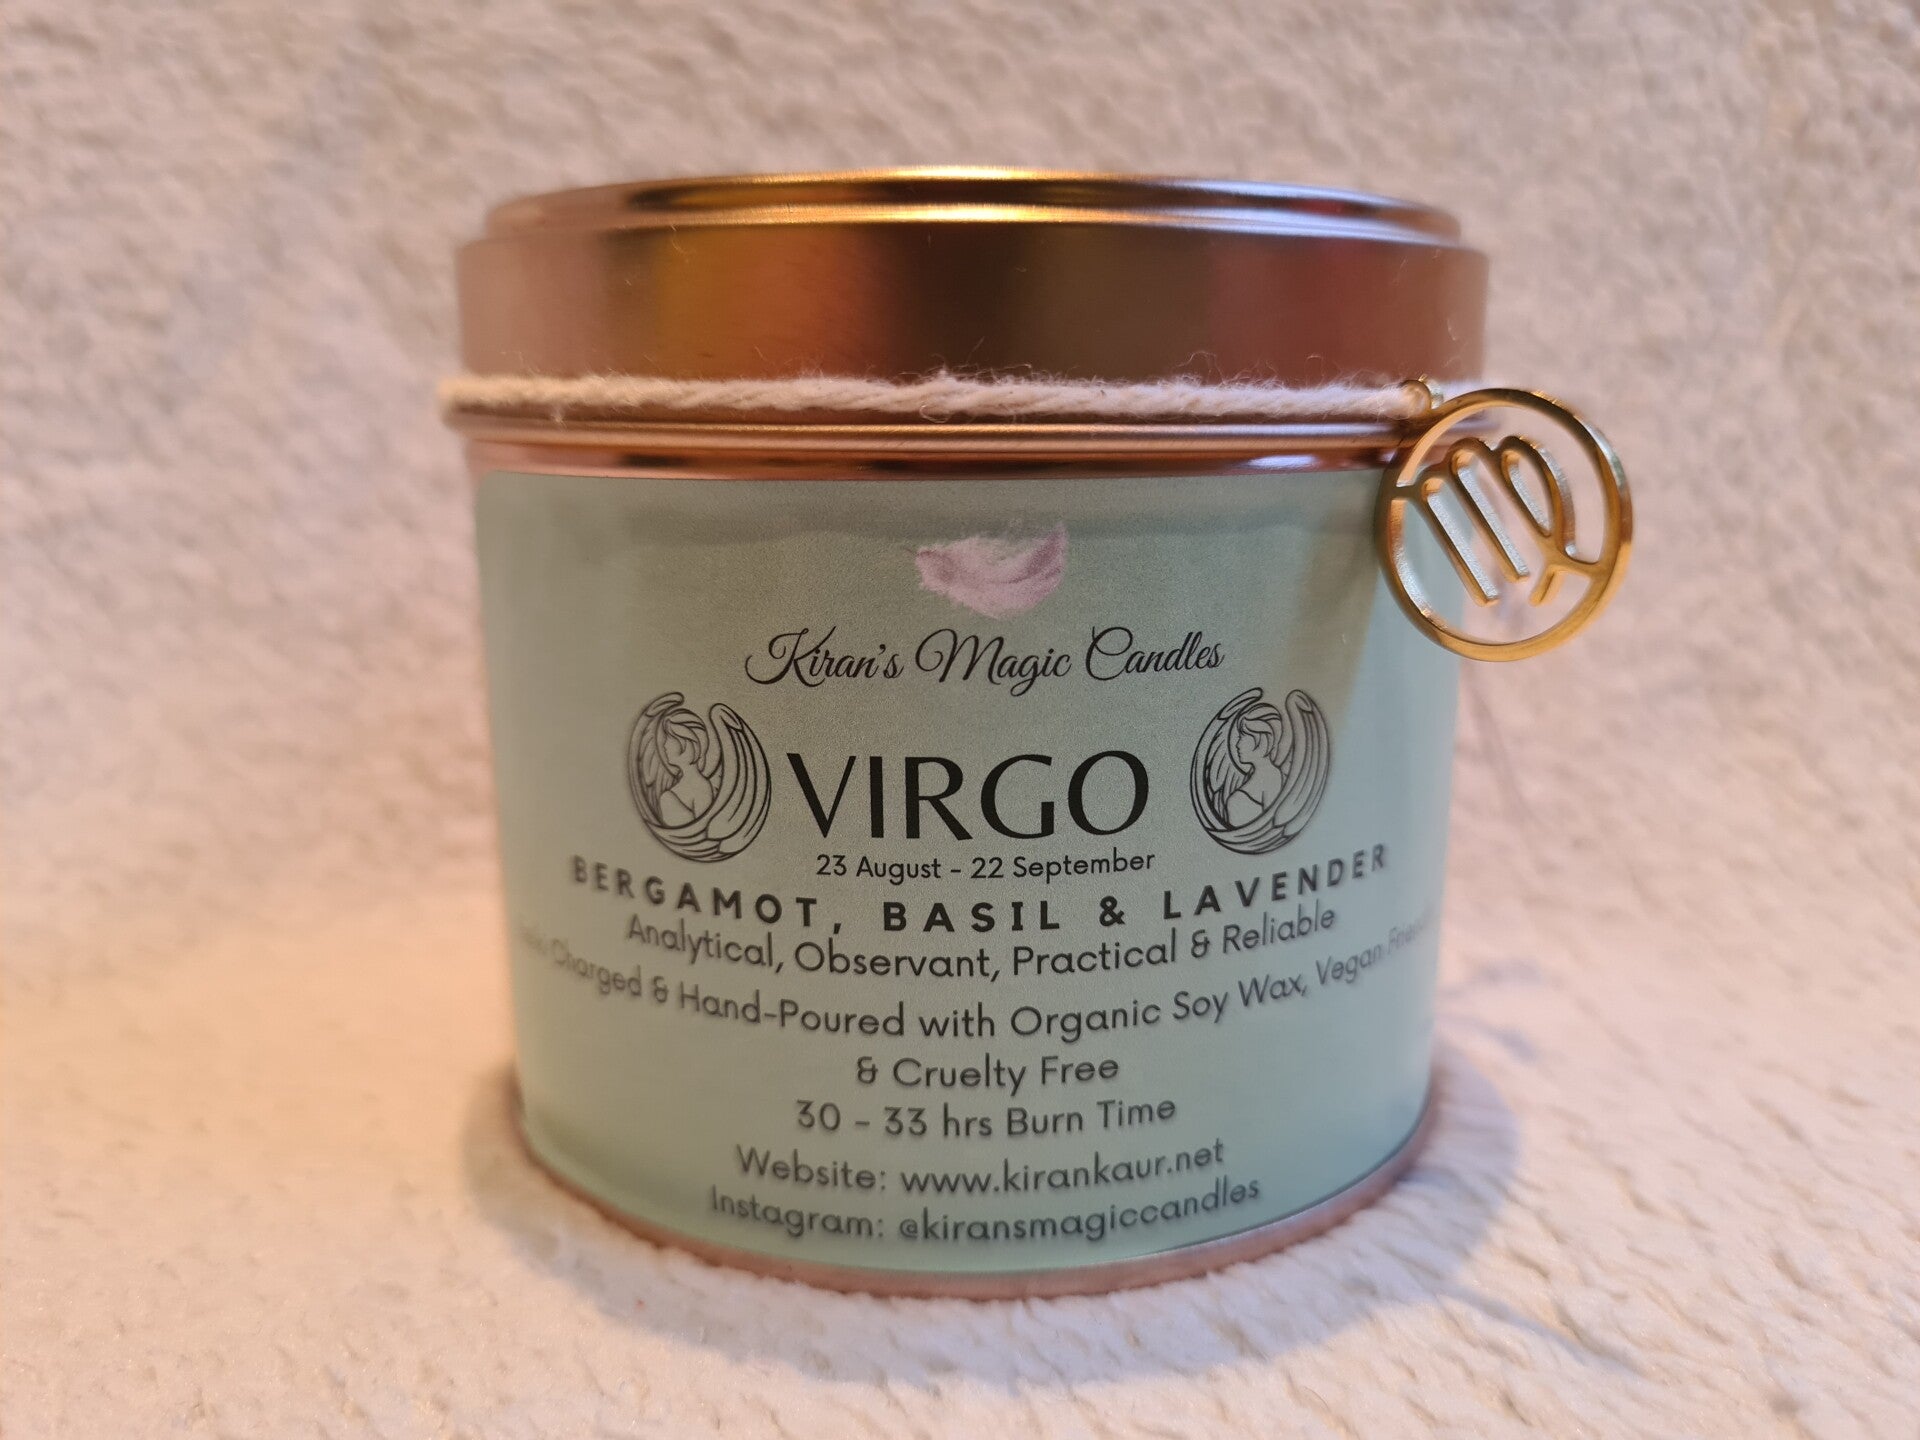 Kiran's Magic Candles
VIRGO
23 August - 22 September
BERGAMOT, BASIL & LAVENDER
Analytical, Observant, Practical & Reliable
Charged & Hand-Poured with Organic Soy Wax, Vegan
& Cruelty Free
30 - 33 hrs Burn Time
Website: www.kirankaur.net
Instagram: @kiransmagiccandles